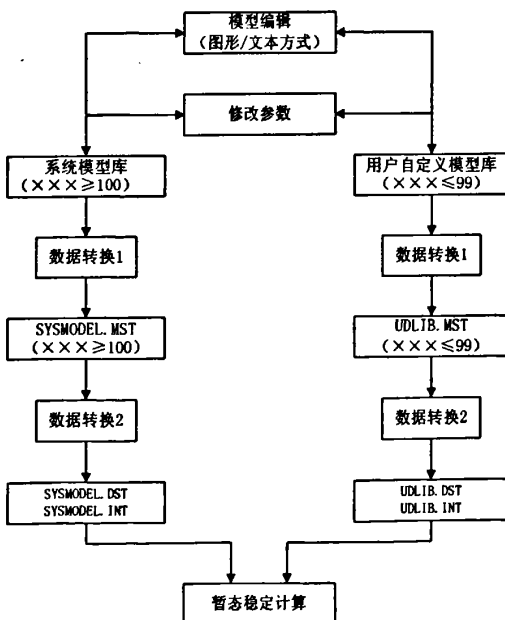 模型编辑
(图形/文本方式)
修改参数
系统模型库
(×××≥100)
用户自定义模型库
(×××≤99)
数据转换1
数据转换1
SYSMODEL.MST
(×××≥100)
UDLIB.MST
(×××≤99)
数据转换2
数据转换2
SYSMODEL.DST
SYSMODEL.INT
UDLIB.DST
UDLIB.INT
暂态稳定计算